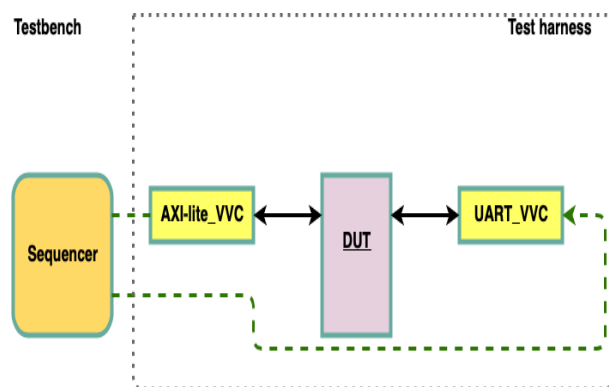 Testbench
Test harness
AXI-lite_VVC
UART_VVC
Sequencer
DUT